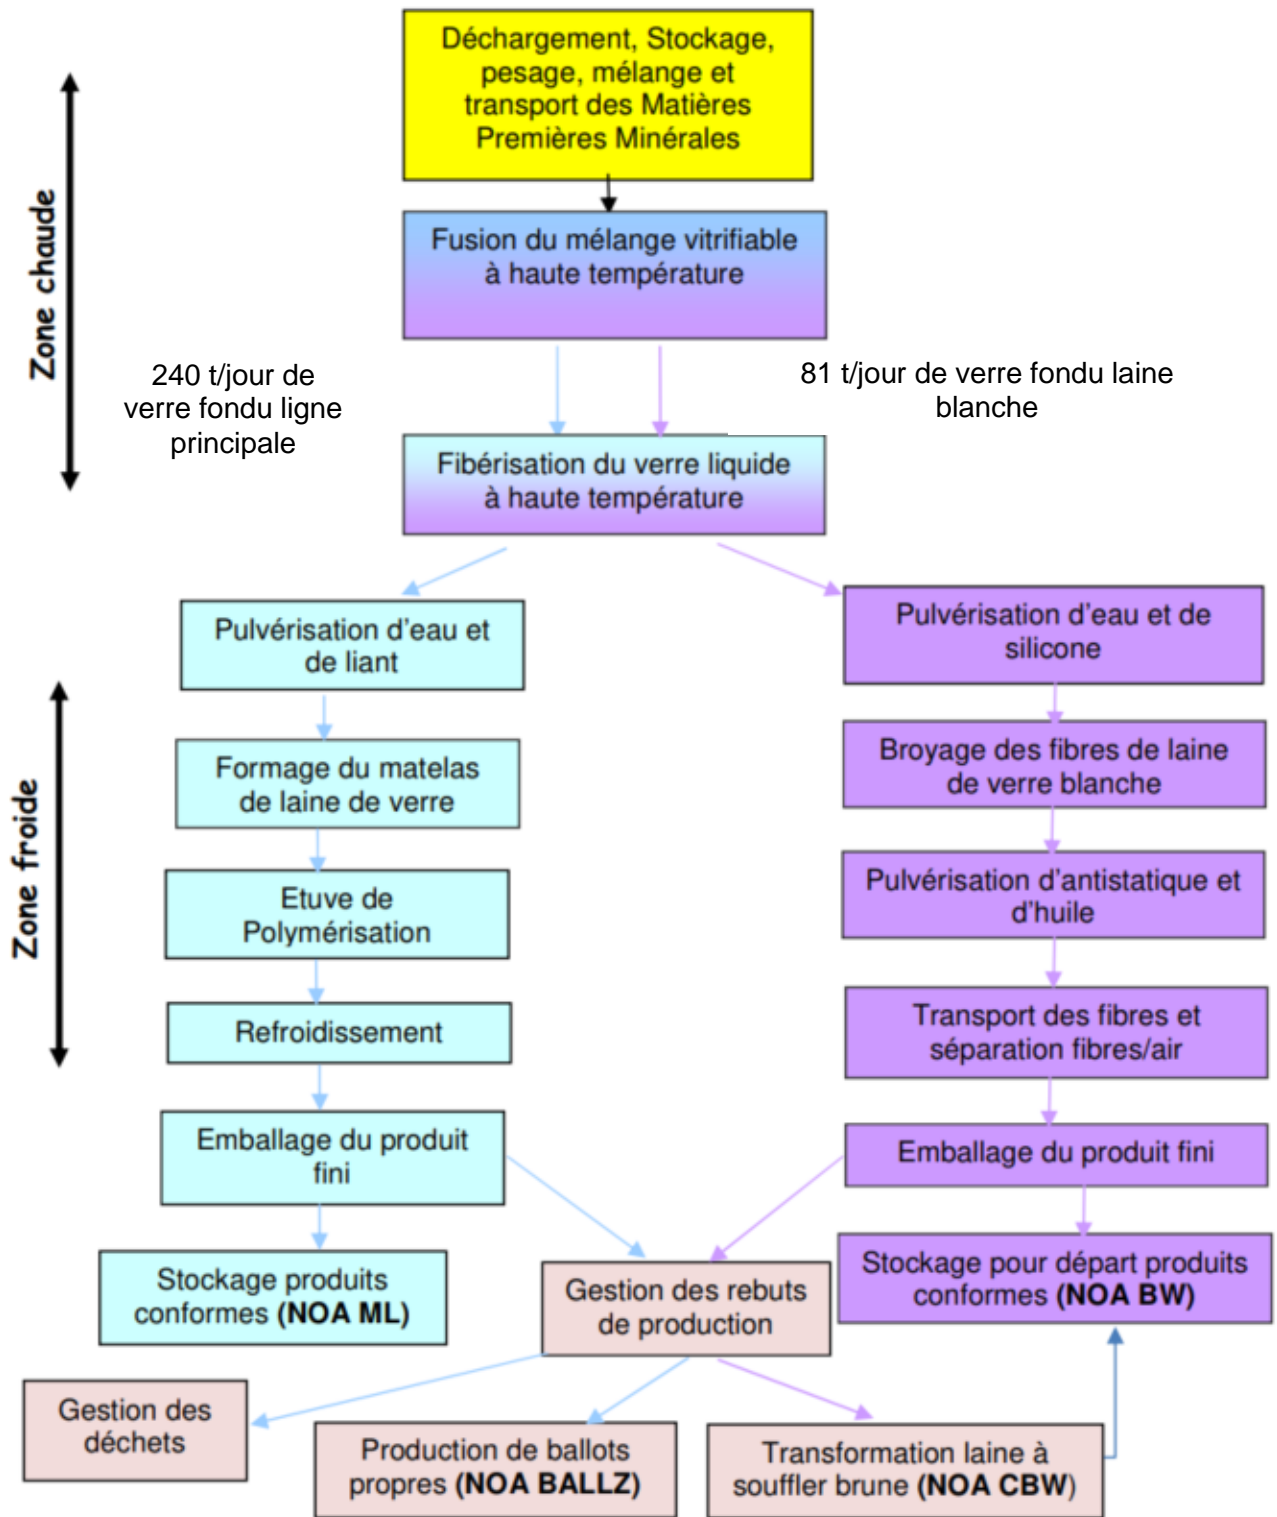 Déchargement, Stockage,
pesage, mélange et
transport des Matières
Premières Minérales
Zone chaude
Fusion du mélange vitrifiable
à haute température
240 t/jour de
verre fondu ligne
principale
81 t/jour de verre fondu laine
blanche
Fibérisation du verre liquide
à haute température
Zone froide
Pulvérisation d'eau et
de liant
Formage du matelas
de laine de verre
Etuve de
Polymérisation
Refroidissement
Emballage du produit
fini
Stockage produits
conformes (NOA ML)
Pulvérisation d'eau et de
silicone
Broyage des fibres de laine
de verre blanche
Pulvérisation d'antistatique et
d'huile
Transport des fibres et
séparation fibres/air
Emballage du produit fini
Stockage pour départ produits
conformes (NOA BW)
Gestion des rebuts
de production
Gestion des
déchets
Production de ballots
propres (NOA BALLZ)
Transformation laine à
souffler brune (NOA CBW)